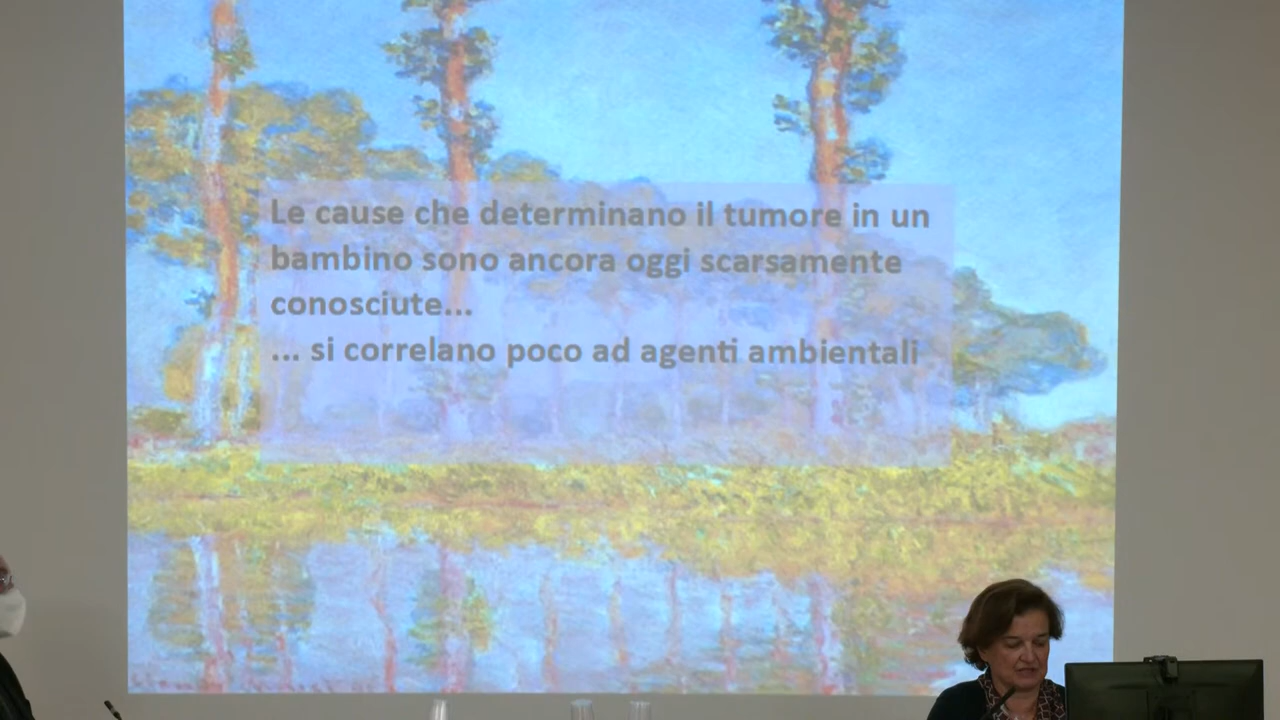 Le cause che determinano il tumore in un
bambino sono ancora oggi scarsamente
conosciute...
... si correlano poco ad agenti ambientali